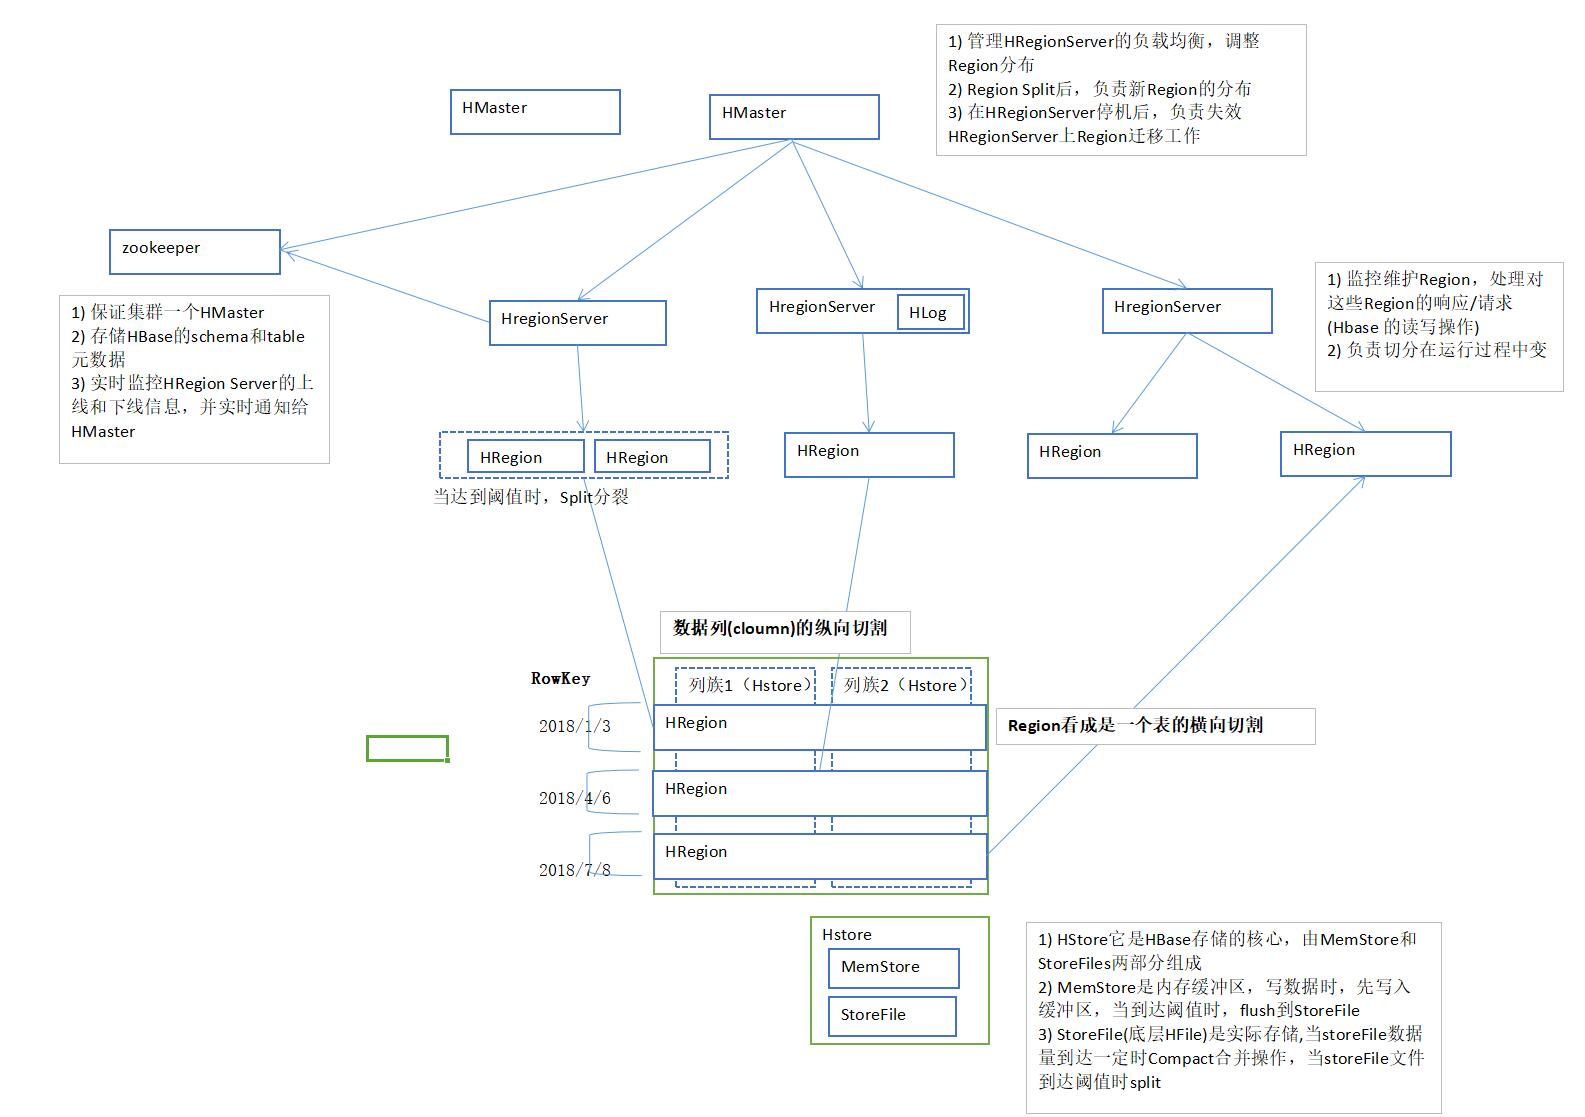 1) 管理HRegionServer的负载均衡，调整
Region分布
2) Region Split后，负责新Region的分布
3) 在HRegionServer停机后，负责失效
HRegionServer上Region迁移工作
HMaster
HMaster
zookeeper
1) 保证集群一个HMaster
2) 存储HBase的schema和table
元数据
3) 实时监控HRegion Server的上
线和下线信息，并实时通知给
HMaster
HregionServer
HregionServer
HLog
HregionServer
1) 监控维护Region，处理对
这些Region的响应/请求
(Hbase 的读写操作)
2) 负责切分在运行过程中变
HRegion
HRegion
HRegion
HRegion
HRegion
当达到阈值时，Split分裂
数据列(cloumn)的纵向切割
RowKey
列族1（Hstore）
列族2（Hstore）
2018/1/3
HRegion
Region看成是一个表的横向切割
2018/4/6
HRegion
2018/7/8
HRegion
Hstore
MemStore
StoreFile
1) HStore它是HBase存储的核心，由MemStore和
StoreFiles两部分组成
2) MemStore是内存缓冲区，写数据时，先写入
缓冲区，当到达阈值时，flush到StoreFile
3) StoreFile(底层HFile)是实际存储,当storeFile数据
量到达一定时Compact合并操作，当storeFile文件
到达阈值时split